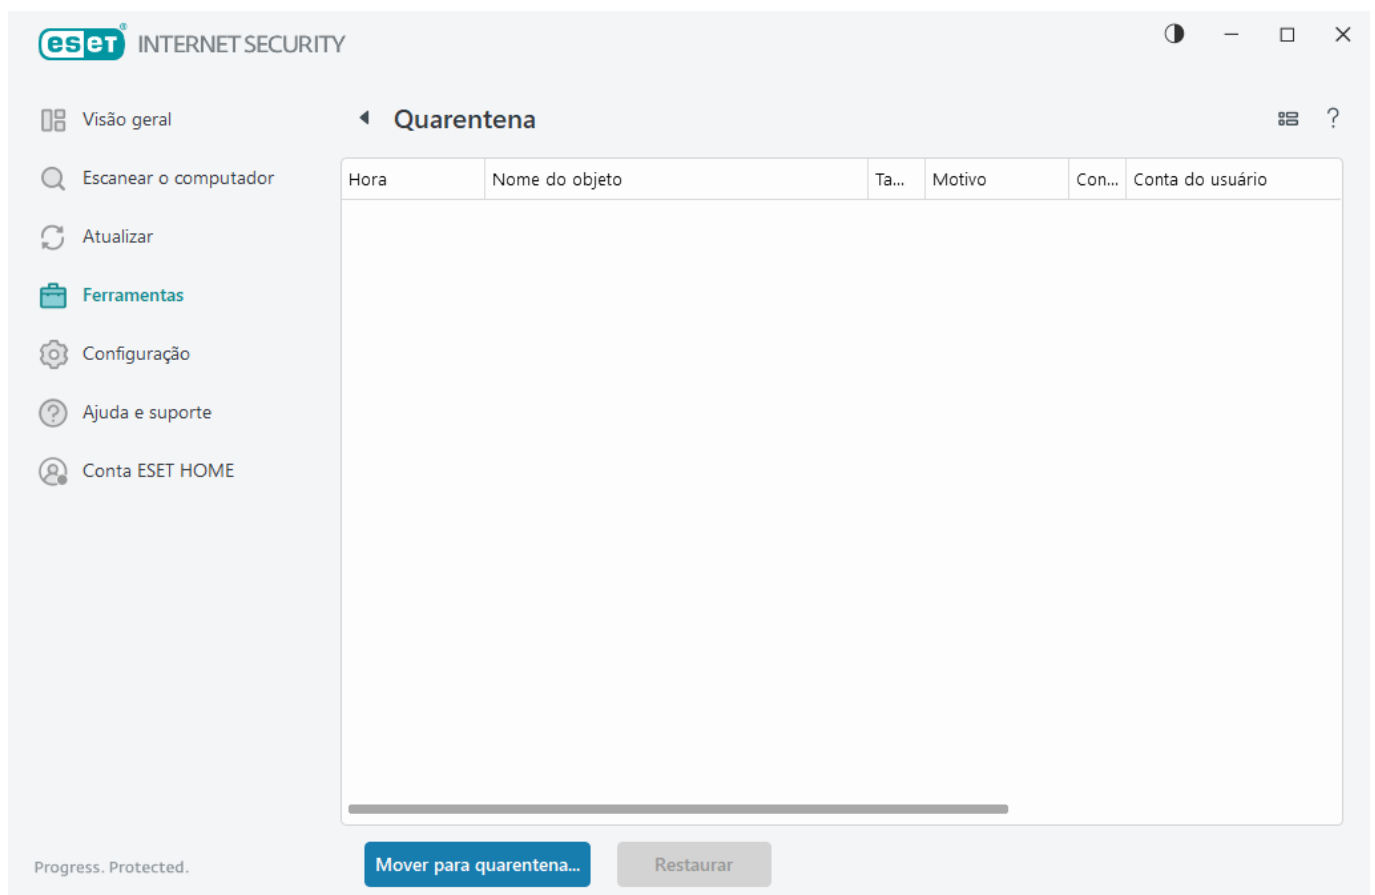 eset® INTERNET SECURITY
Visão geral
Escanear o computador
Atualizar
Ferramentas
Configuração
Ajuda e suporte
Conta ESET HOME
Progress. Protected.
Quarentena
?
Hora Nome do objeto Ta... Motivo Con... Conta do usuário
Mover para quarentena... Restaurar